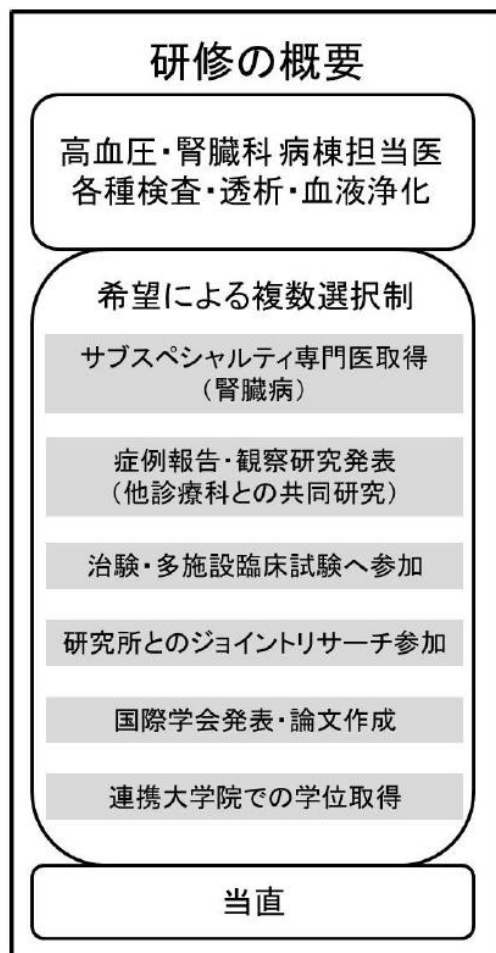 研修の概要
高血圧・腎臓科 病棟担当医
各種検査・透析・血液浄化
希望による複数選択制
サブスペシャルティ専門医取得
（腎臓病）
症例報告・観察研究発表
（他診療科との共同研究）
治験・多施設臨床試験へ参加
研究所とのジョイントリサーチ参加
国際学会発表・論文作成
連携大学院での学位取得
当直